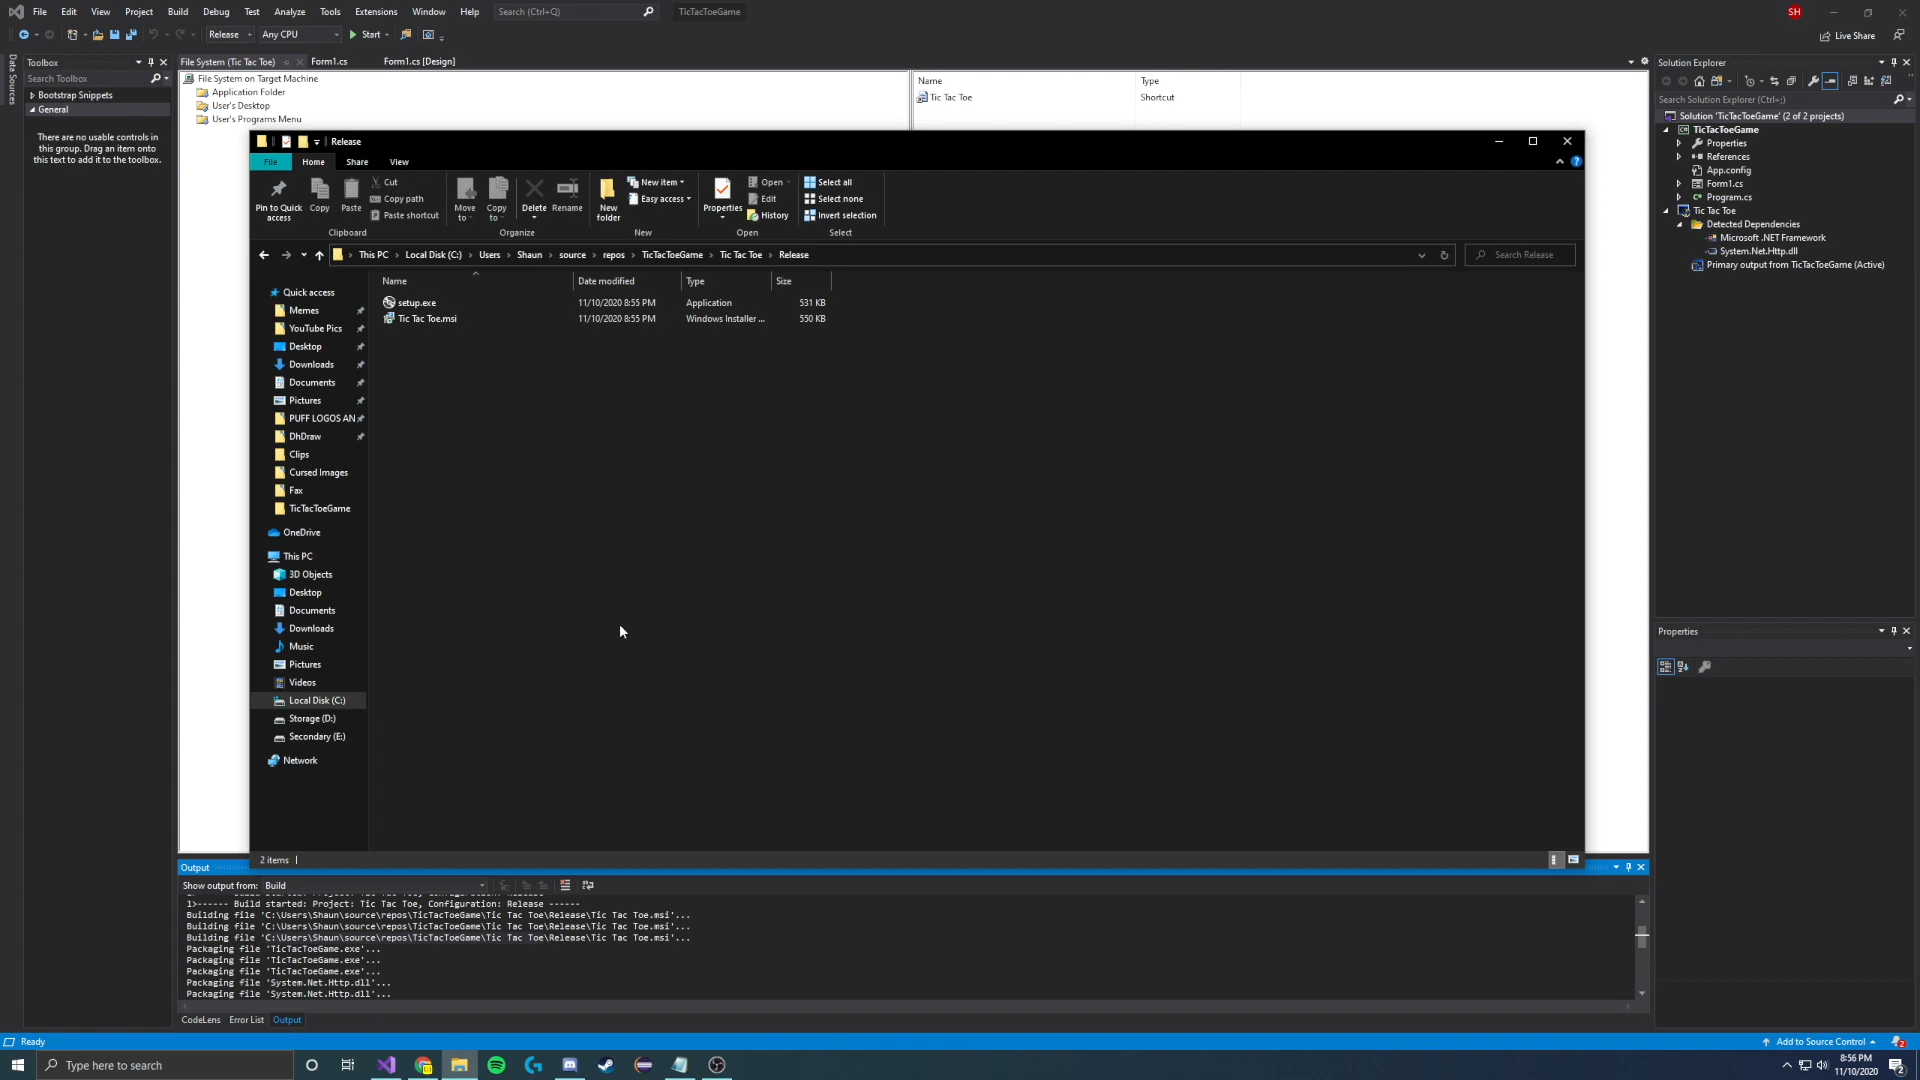 File Edit View Project Build Debug Test Analyze Tools Extensions Window Help Search (Ctrl+Q) TicTacToeGame SH
Release Any CPU Start Live Share
Data Sources
Toolbox
Search Toolbox
Bootstrap Snippets
General
There are no usable controls in
this group. Drag an item onto
this text to add it to the toolbox.
File System (Tic Tac Toe) Form1.cs Form1.cs [Design]
File System on Target Machine
Application Folder
User's Desktop
User's Programs Menu
Name Type
Tic Tac Toe Shortcut
Release
File Home Share View
Pin to Quick
access
Copy
Paste
Cut
Copy path
Paste shortcut
Clipboard
Move
to
Copy
to
Delete
Rename
Organize
New
folder
New item
Easy access
New
Properties
Open
Edit
History
Open
Select all
Select none
Invert selection
Select
This PC Local Disk (C:) Users Shaun source repos TicTacToeGame Tic Tac Toe Release
Search Release
Name Date modified Type Size
setup.exe 11/10/2020 8:55 PM Application 531 KB
Tic Tac Toe.msi 11/10/2020 8:55 PM Windows Installer ... 550 KB
Quick access
Memes
YouTube Pics
Desktop
Downloads
Documents
Pictures
PUFF LOGOS AN
DhDraw
Clips
Cursed Images
Fax
TicTacToeGame
OneDrive
This PC
3D Objects
Desktop
Documents
Downloads
Music
Pictures
Videos
Local Disk (C:)
Storage (D:)
Secondary (E:)
Network
2 items
Solution Explorer
Search Solution Explorer (Ctrl+;)
Solution 'TicTacToeGame' (2 of 2 projects)
TicTacToeGame
Properties
References
App.config
Form1.cs
Program.cs
Tic Tac Toe
Detected Dependencies
Microsoft .NET Framework
System.Net.Http.dll
Primary output from TicTacToeGame (Active)
Properties
Output
Show output from: Build
1>------ Build started: Project: Tic Tac Toe, Configuration: Release ------
Building file 'C:\Users\Shaun\source\repos\TicTacToeGame\Tic Tac Toe\Release\Tic Tac Toe.msi'...
Building file 'C:\Users\Shaun\source\repos\TicTacToeGame\Tic Tac Toe\Release\Tic Tac Toe.msi'...
Building file 'C:\Users\Shaun\source\repos\TicTacToeGame\Tic Tac Toe\Release\Tic Tac Toe.msi'...
Packaging file 'TicTacToeGame.exe'...
Packaging file 'TicTacToeGame.exe'...
Packaging file 'TicTacToeGame.exe'...
Packaging file 'System.Net.Http.dll'...
Packaging file 'System.Net.Http.dll'...
CodeLens Error List Output
Ready Add to Source Control 2
Type here to search
8:56 PM
11/10/2020
2